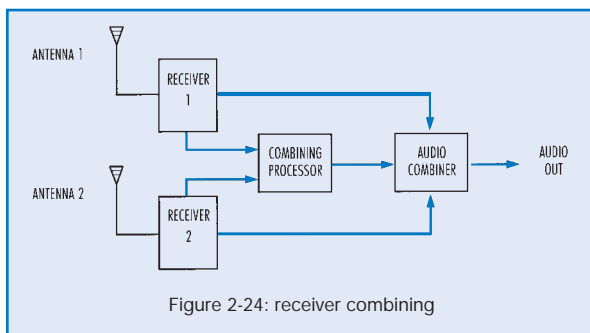 ANTENNA 1
RECEIVER
1
COMBINING
PROCESSOR
AUDIO
COMBINER
AUDIO
OUT
ANTENNA 2
RECEIVER
2
Figure 2-24: receiver combining